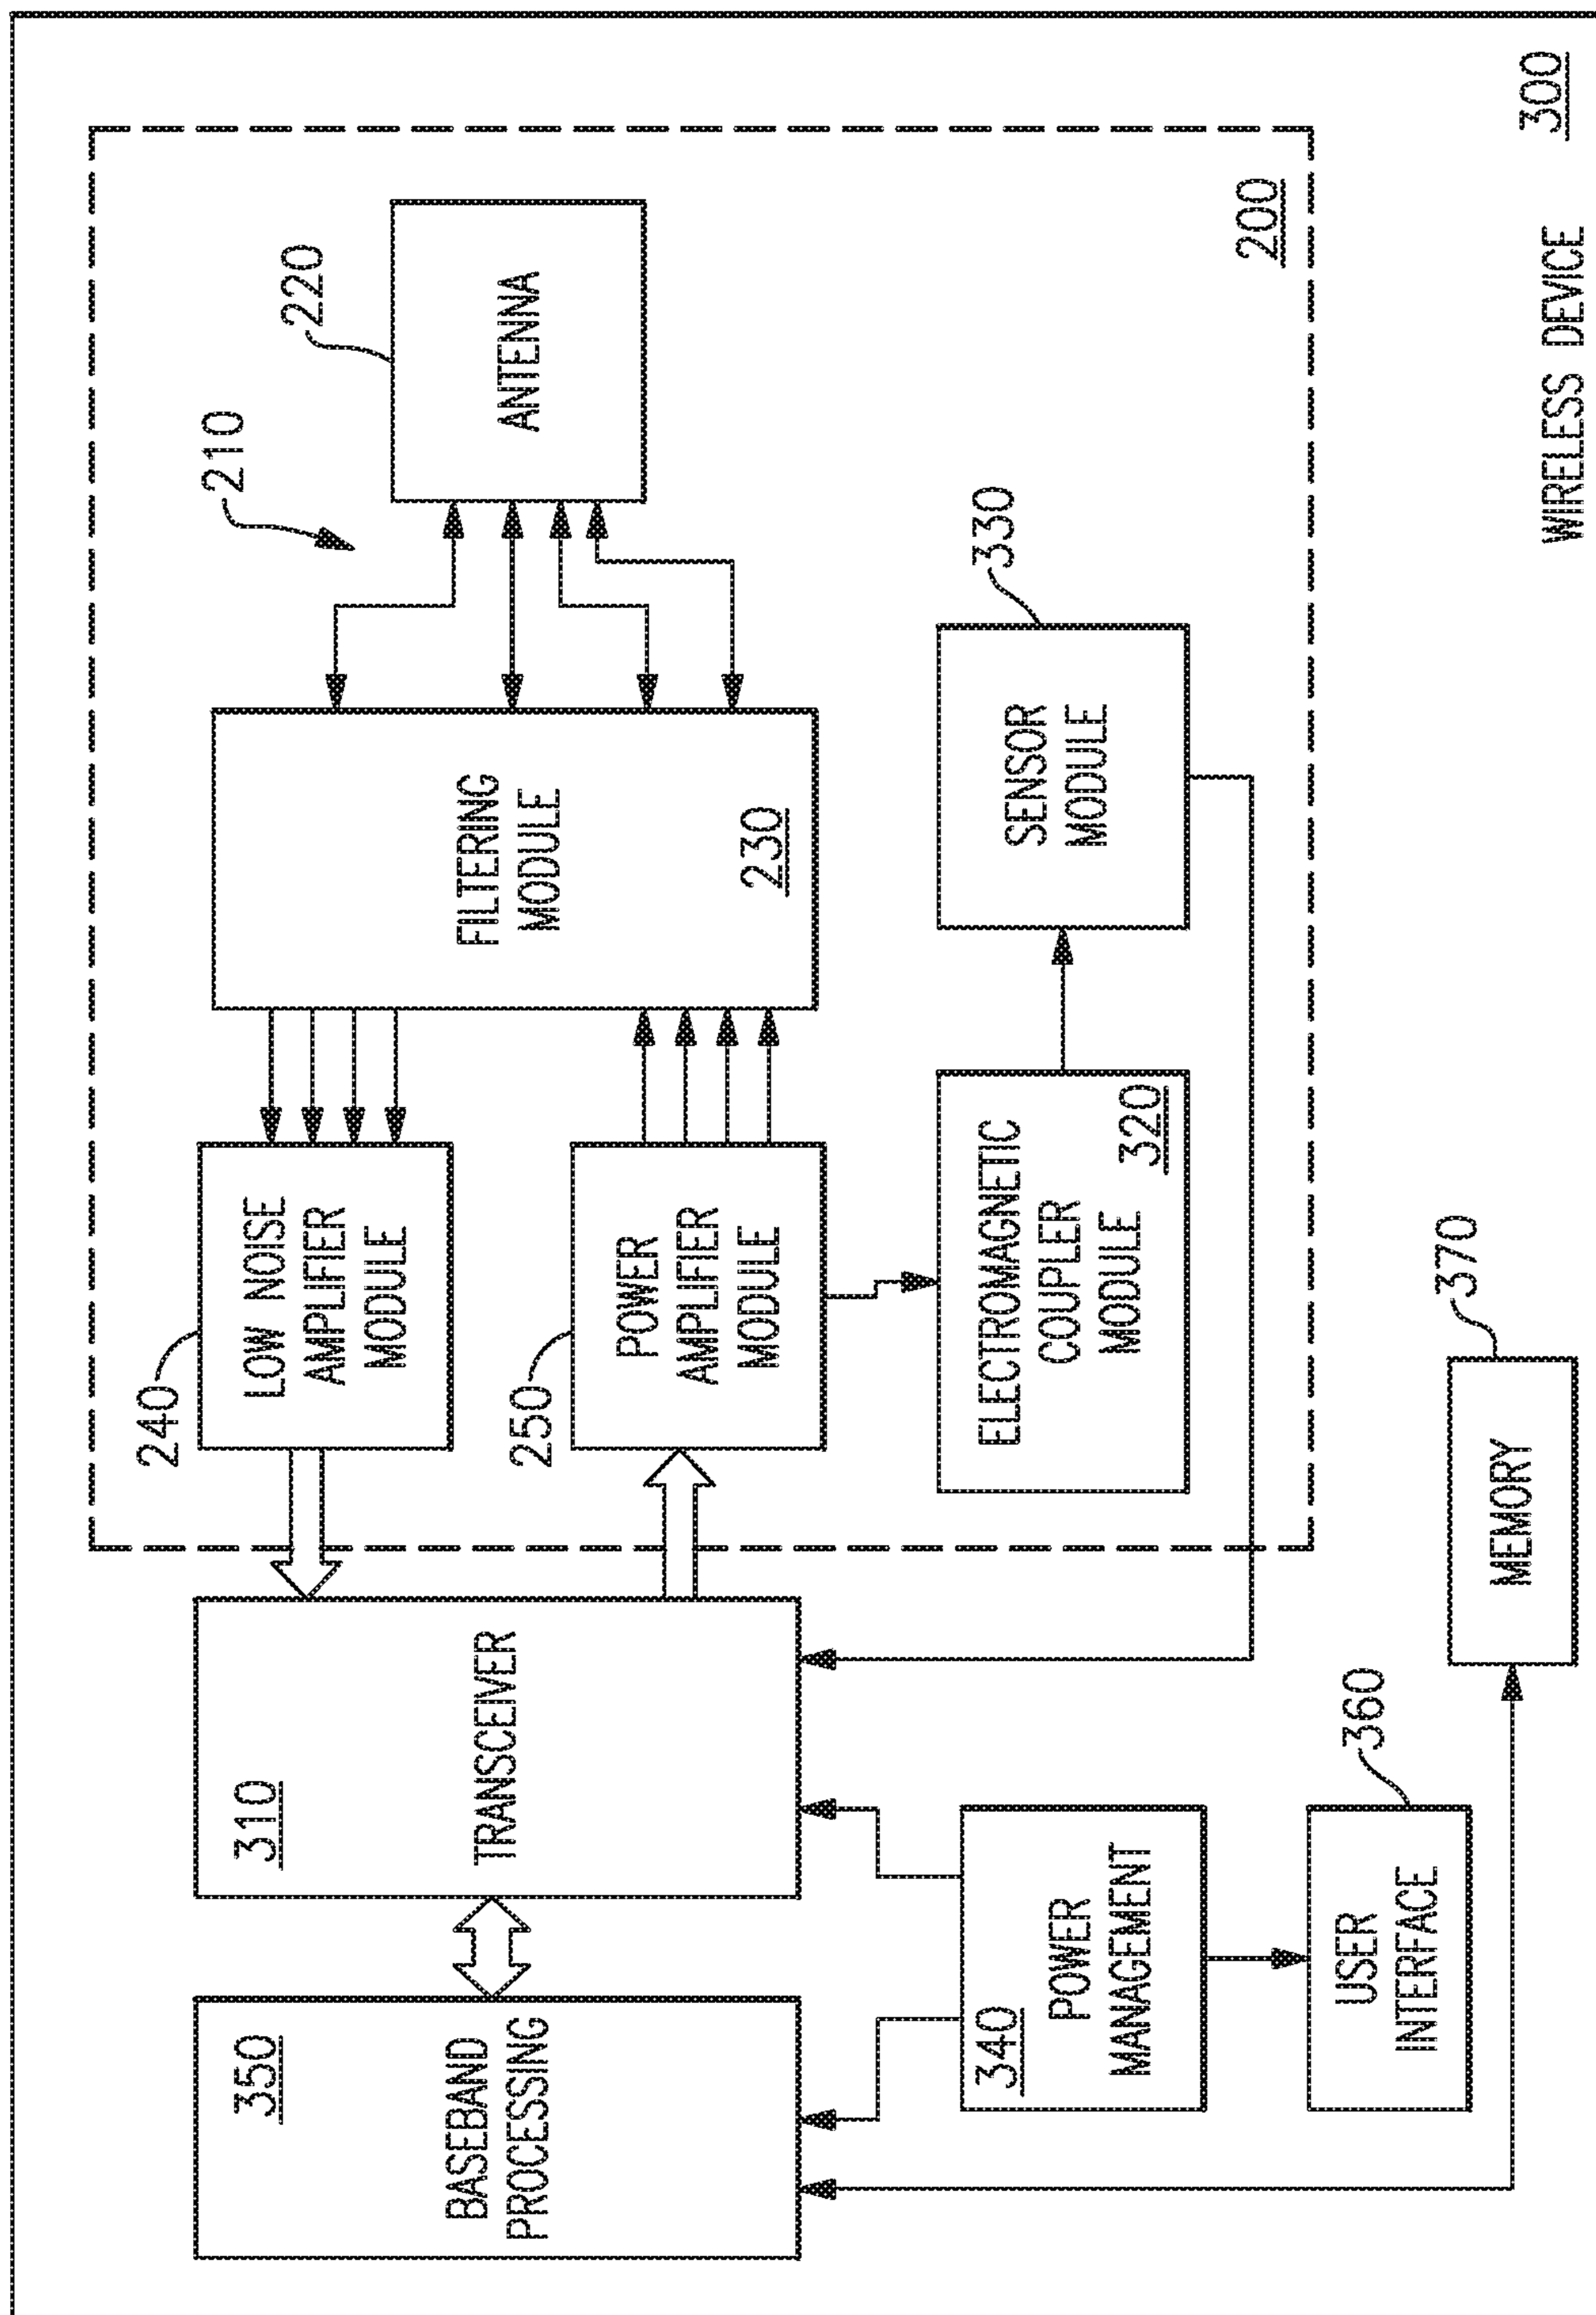 350
BASEBAND
PROCESSING
310
TRANSCEIVER
240
LOW NOISE
AMPLIFIER
MODULE
250
POWER
AMPLIFIER
MODULE
FILTERING
MODULE
230
210
220
ANTENNA
340
POWER
MANAGEMENT
ELECTROMAGNETIC
COUPLER
MODULE
320
SENSOR
MODULE
330
200
USER
INTERFACE
360
MEMORY
370
WIRELESS DEVICE
300